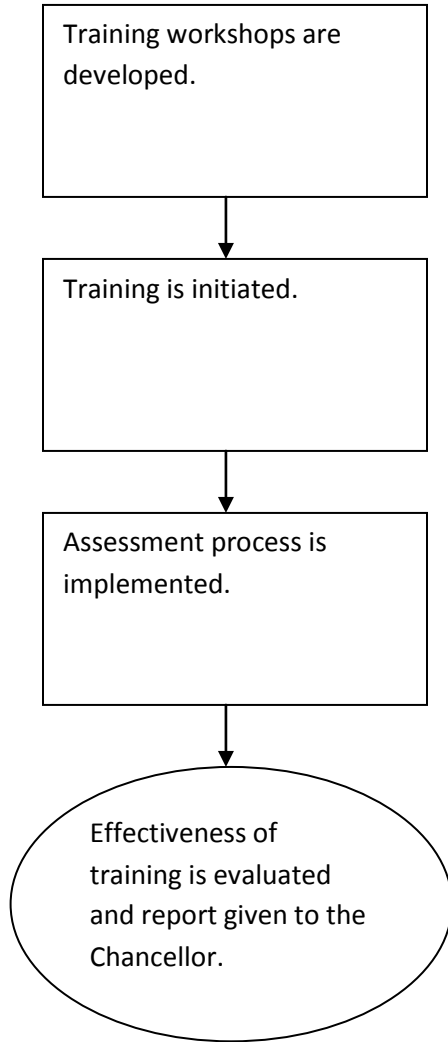 Training workshops are
developed.
Training is initiated.
Assessment process is
implemented.
Effectiveness of
training is evaluated
and report given to the
Chancellor.